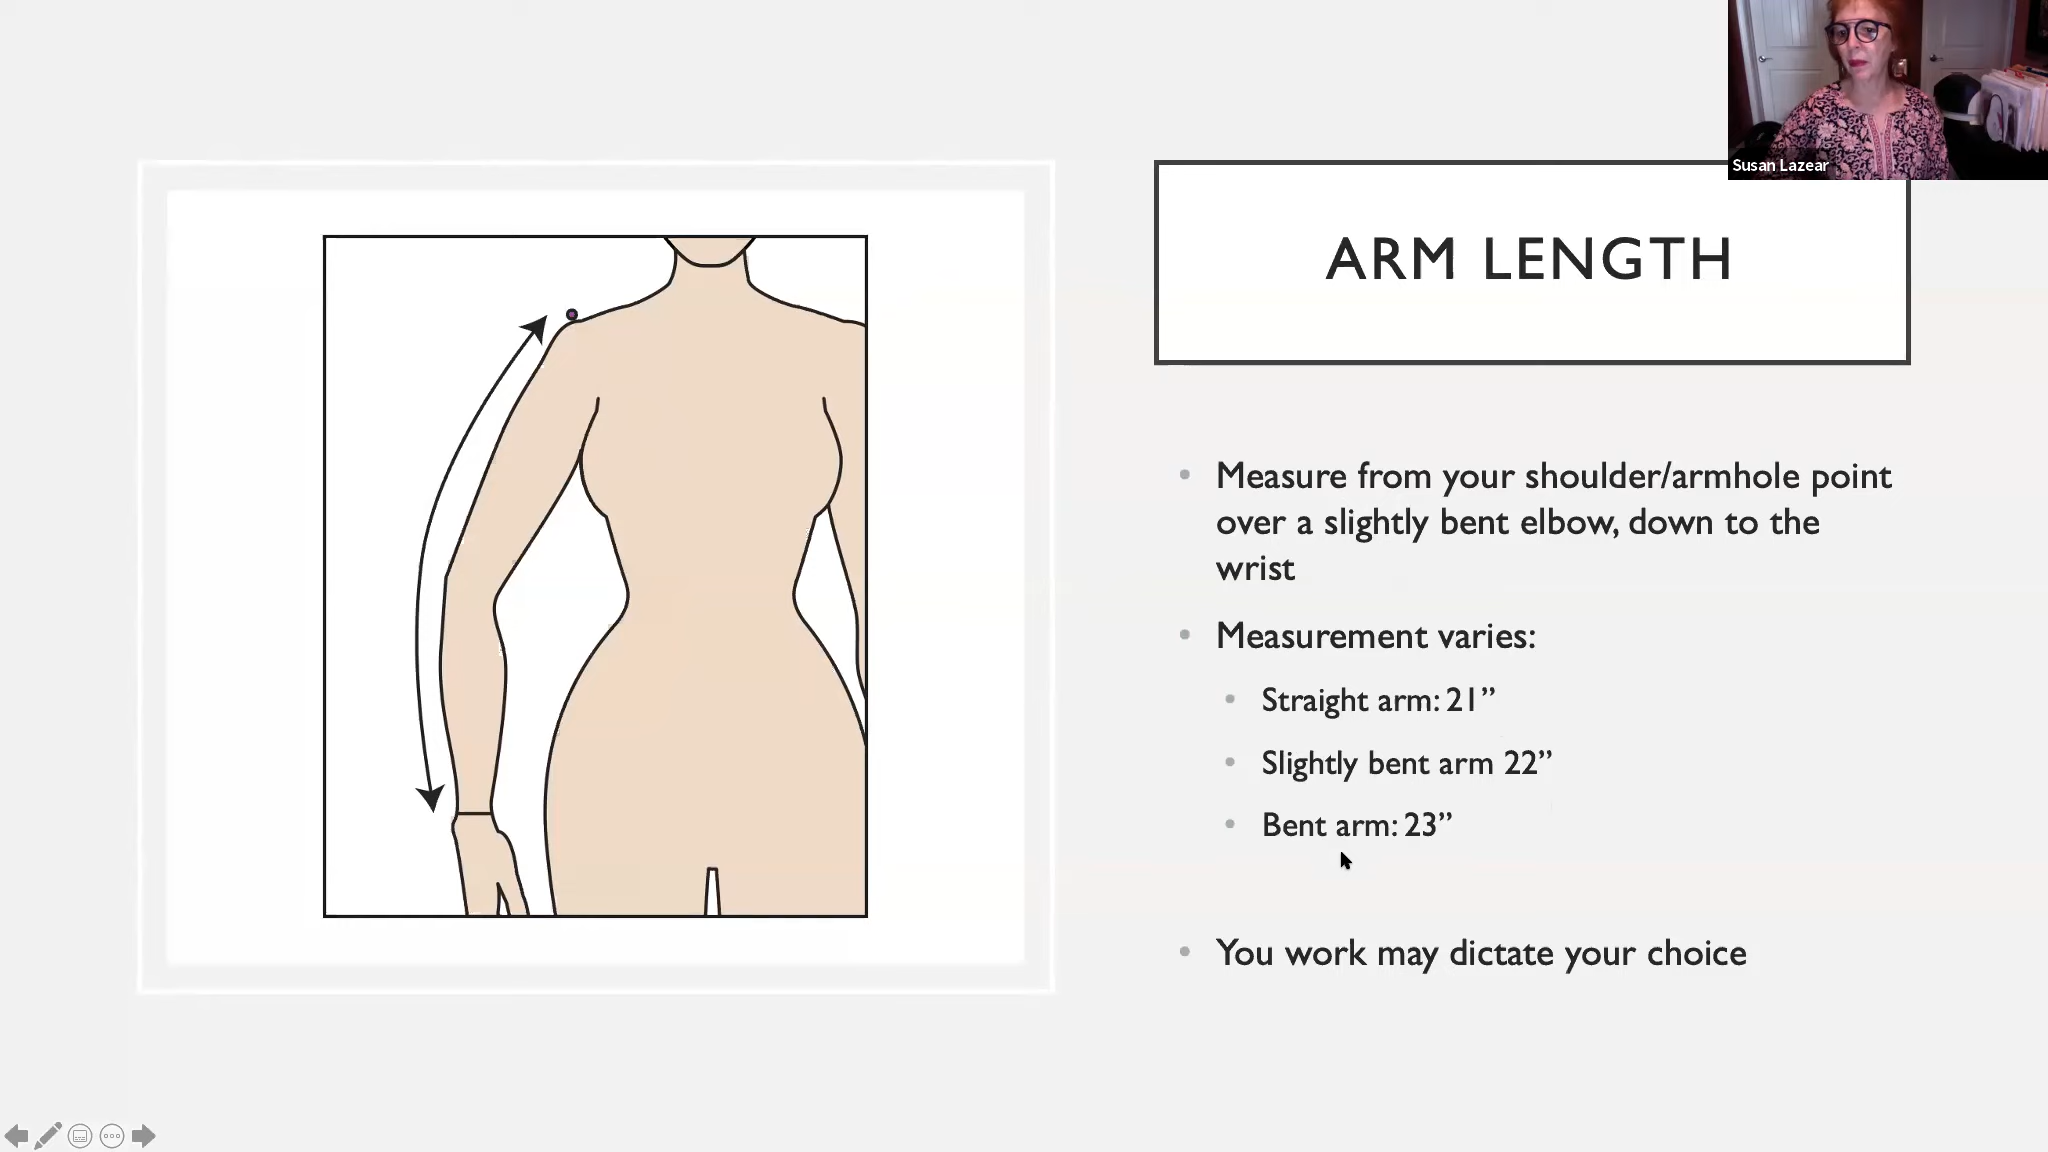 Susan Lazear
ARM LENGTH
• Measure from your shoulder/armhole point
over a slightly bent elbow, down to the
wrist
• Measurement varies:
• Straight arm: 21”
• Slightly bent arm 22”
• Bent arm: 23”
• You work may dictate your choice